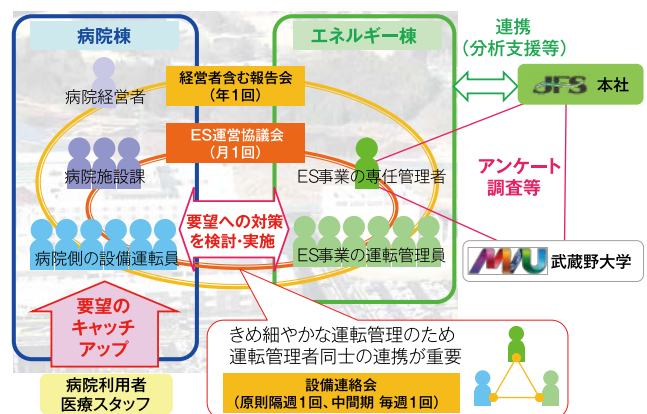 病院棟
エネルギー棟
連携
(分析支援等)
病院経営者
経営者含む報告会
(年1回)
JFS 本社
ES運営協議会
(月1回)
病院施設課
ES事業の専任管理者
アンケート
調査等
要望への対策
を検討・実施
病院側の設備運転員
ES事業の運転管理員
MU 武蔵野大学
要望の
キャッチ
アップ
きめ細やかな運転管理のため
運転管理者同士の連携が重要
設備連絡会
(原則隔週1回、中間期 毎週1回)
病院利用者
医療スタッフ